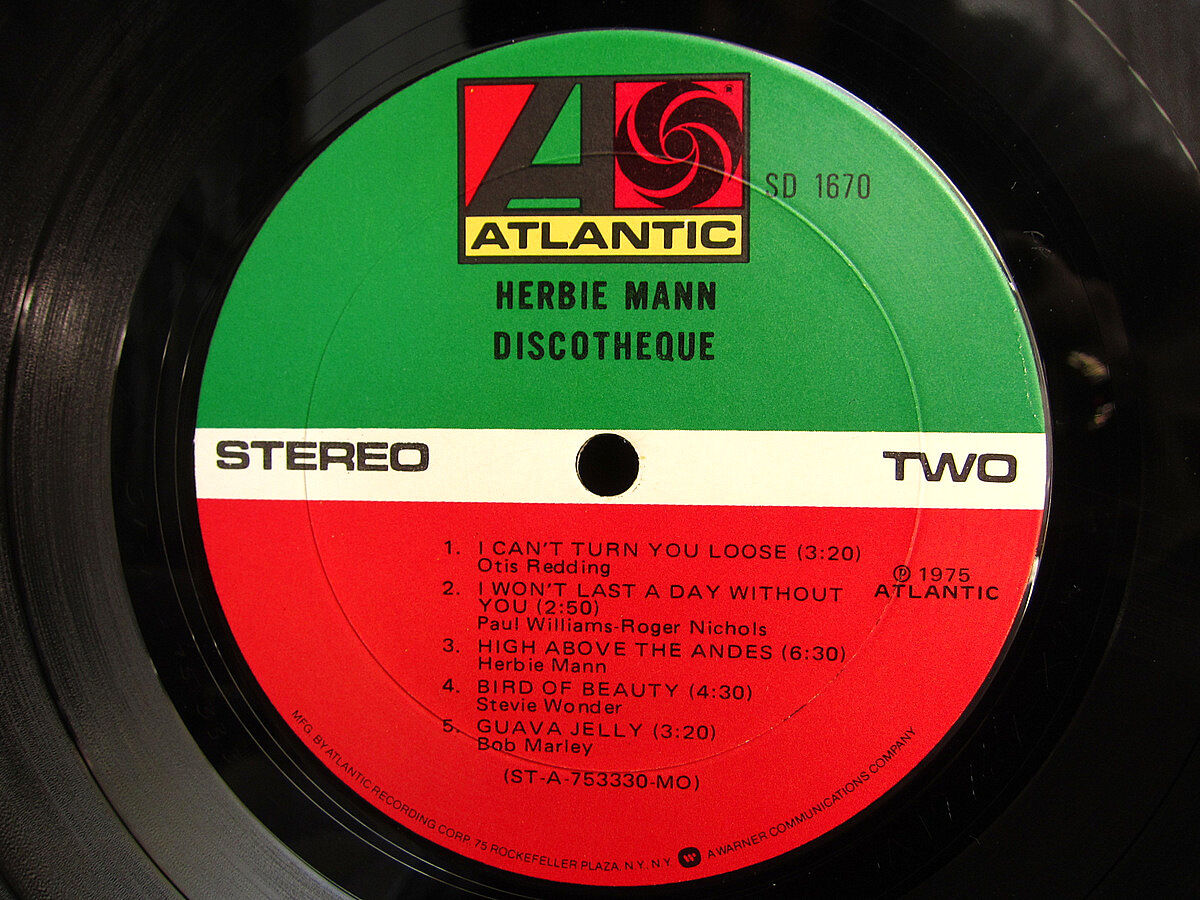 ATLANTIC
SD 1670
HERBIE MANN
DISCOTHEQUE
STEREO
TWO
1. I CAN'T TURN YOU LOOSE (3:20)
Otis Redding
2. I WON'T LAST A DAY WITHOUT
YOU (2:50)
Paul Williams-Roger Nichols
3. HIGH ABOVE THE ANDES (6:30)
Herbie Mann
4. BIRD OF BEAUTY (4:30)
Stevie Wonder
5. GUAVA JELLY (3:20)
Bob Marley
(ST-A-753330-MO)
℗ 1975
ATLANTIC
MFG. BY ATLANTIC RECORDING CORP. 75 ROCKEFELLER PLAZA, N.Y. N.Y. A WARNER COMMUNICATIONS COMPANY